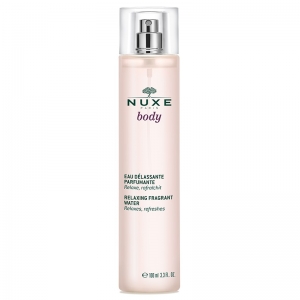 NUXE
PARIS
body
EAU DÉLASSANTE
PARFUMANTE
Relaxe, rafraîchit
RELAXING FRAGRANT
WATER
Relaxes, refreshes
℮ 100 ml 3.3 fl. oz.